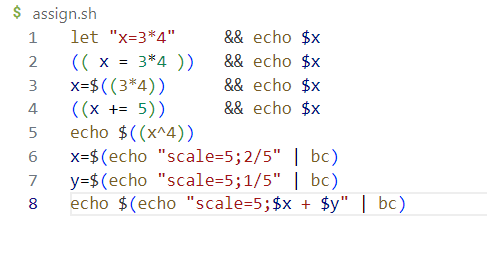 $ assign.sh
1 let "x=3*4" && echo $x
2 (( x = 3*4 )) && echo $x
3 x=$((3*4)) && echo $x
4 ((x += 5)) && echo $x
5 echo $((x^4))
6 x=$(echo "scale=5;2/5" | bc)
7 y=$(echo "scale=5;1/5" | bc)
8 echo $(echo "scale=5;$x + $y" | bc)